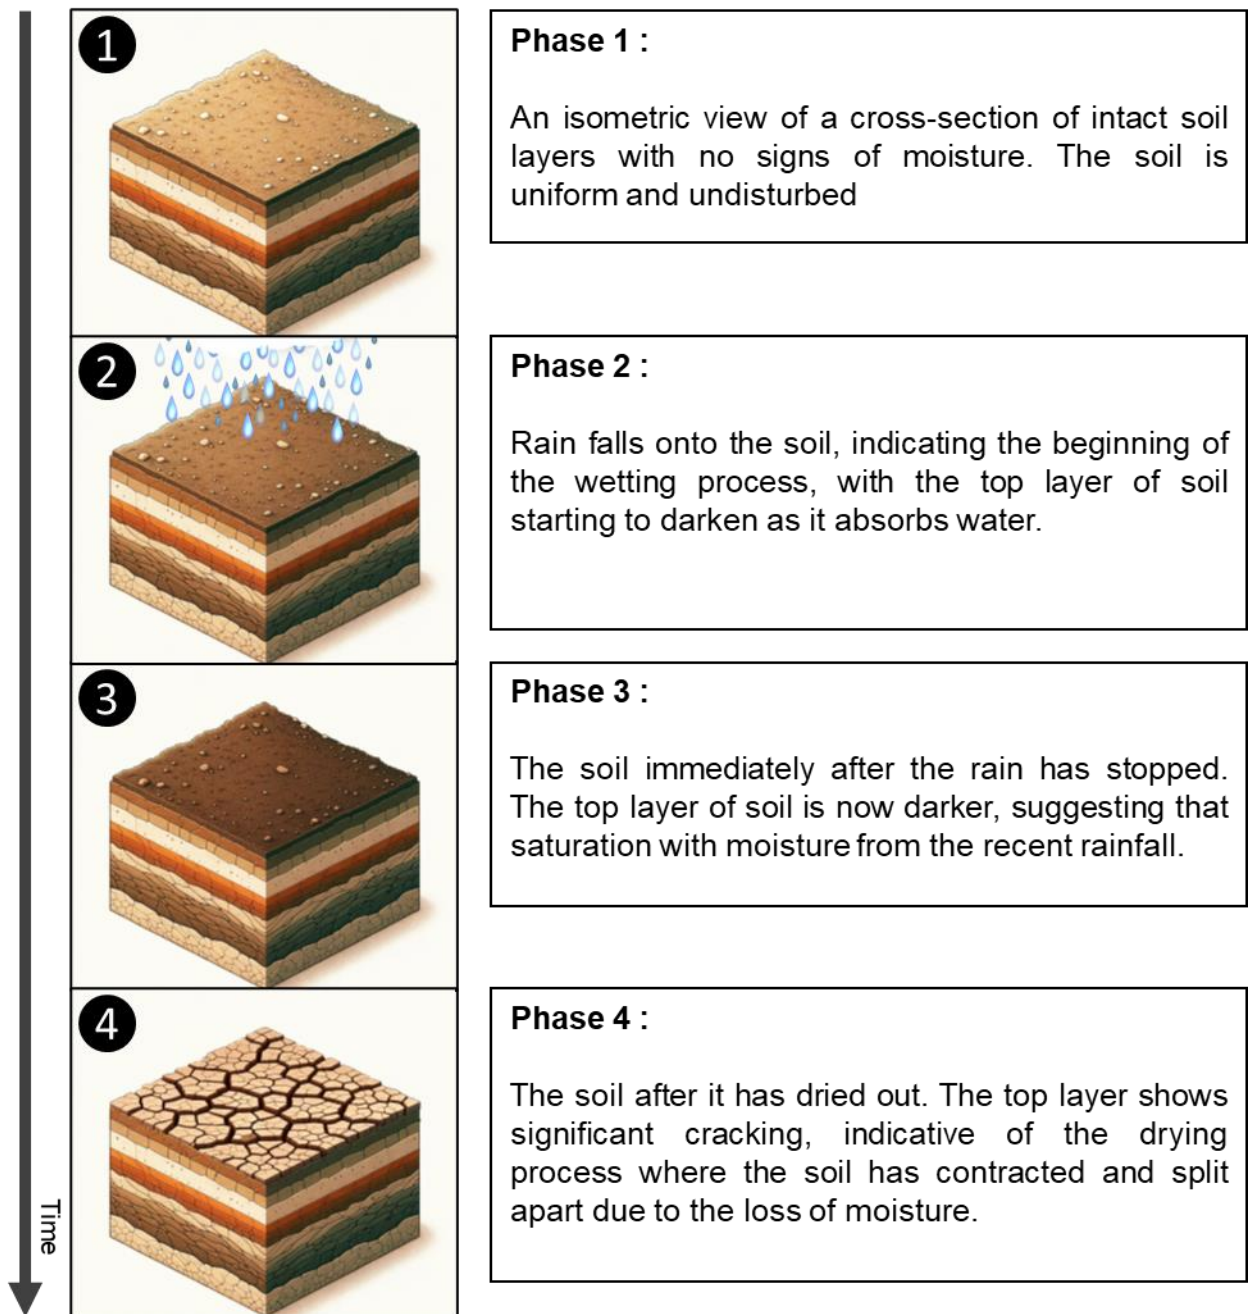 1
Phase 1 :
An isometric view of a cross-section of intact soil
layers with no signs of moisture. The soil is
uniform and undisturbed
2
Phase 2 :
Rain falls onto the soil, indicating the beginning of
the wetting process, with the top layer of soil
starting to darken as it absorbs water.
3
Phase 3 :
The soil immediately after the rain has stopped.
The top layer of soil is now darker, suggesting that
saturation with moisture from the recent rainfall.
4
Phase 4 :
The soil after it has dried out. The top layer shows
significant cracking, indicative of the drying
process where the soil has contracted and split
apart due to the loss of moisture.
Time